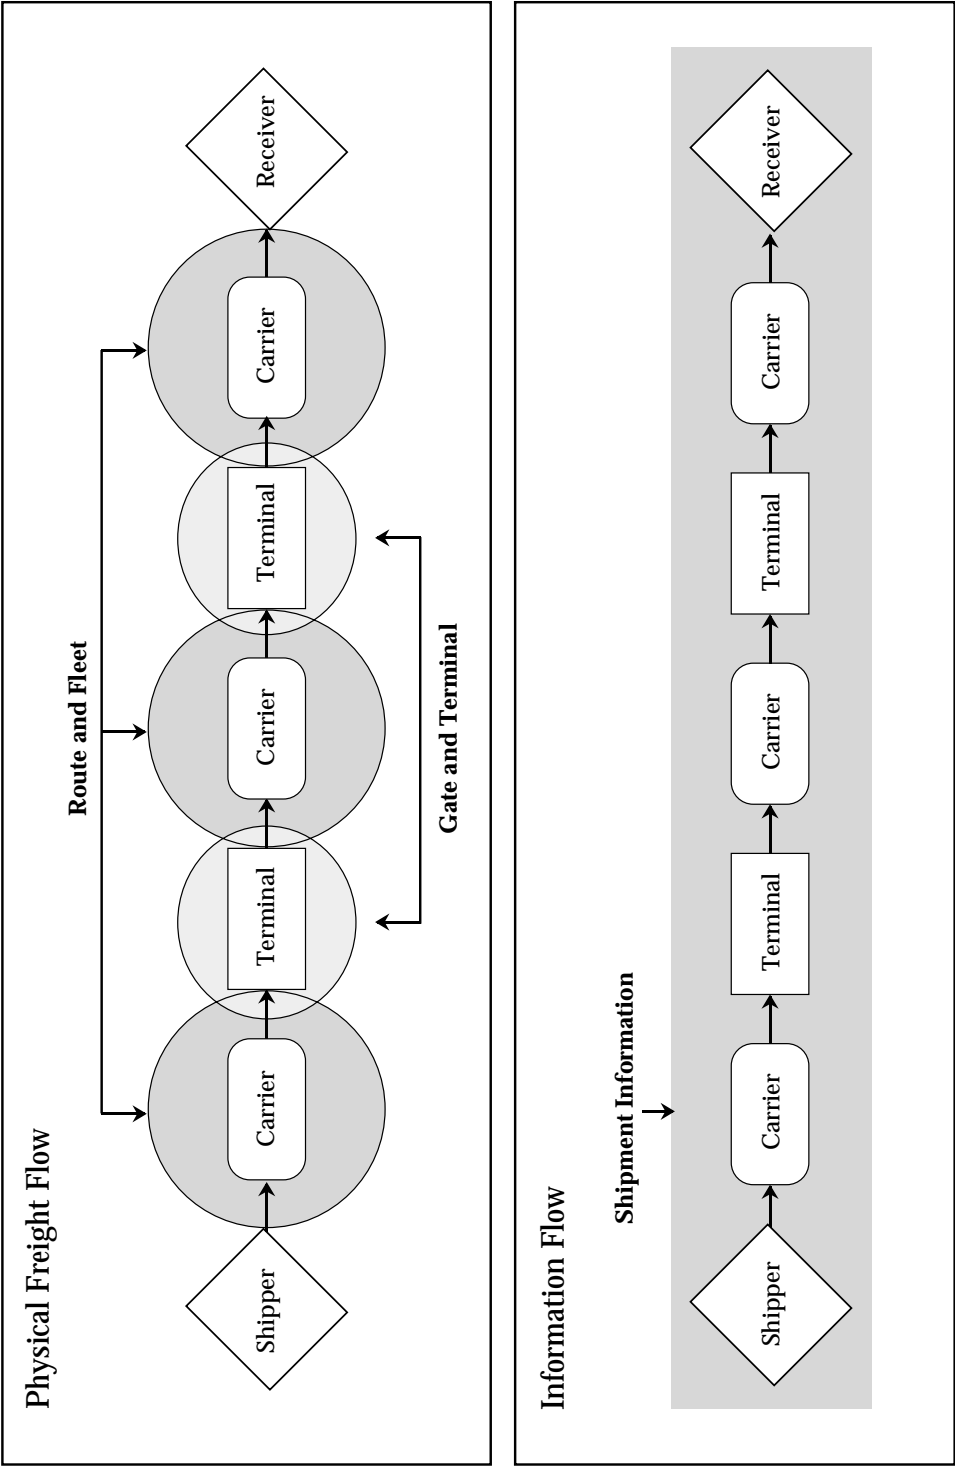 Physical Freight Flow
Route and Fleet
Shipper
Carrier
Terminal
Carrier
Terminal
Carrier
Receiver
Gate and Terminal
Information Flow
Shipment Information
Shipper
Carrier
Terminal
Carrier
Terminal
Carrier
Receiver